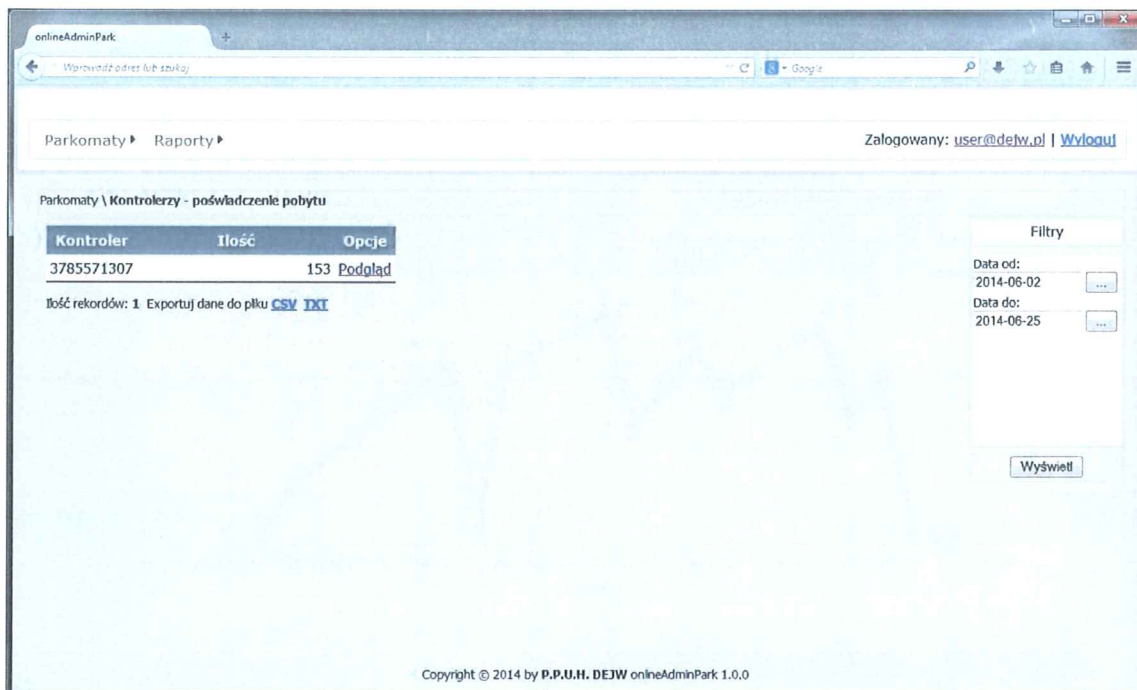 onlineAdminPark
Wprowadź adres lub szukaj
Google
Parkomaty Raporty
Zalogowany: user@dejw.pl | Wyloguj
Parkomaty \ Kontrolerzy - poświadczenie pobytu
Kontroler Ilość Opcje
3785571307 153 Podgląd
Ilość rekordów: 1 Exportuj dane do pliku CSV TXT
Filtry
Data od:
2014-06-02 ...
Data do:
2014-06-25 ...
Wyświetl
Copyright © 2014 by P.P.U.H. DEJW onlineAdminPark 1.0.0